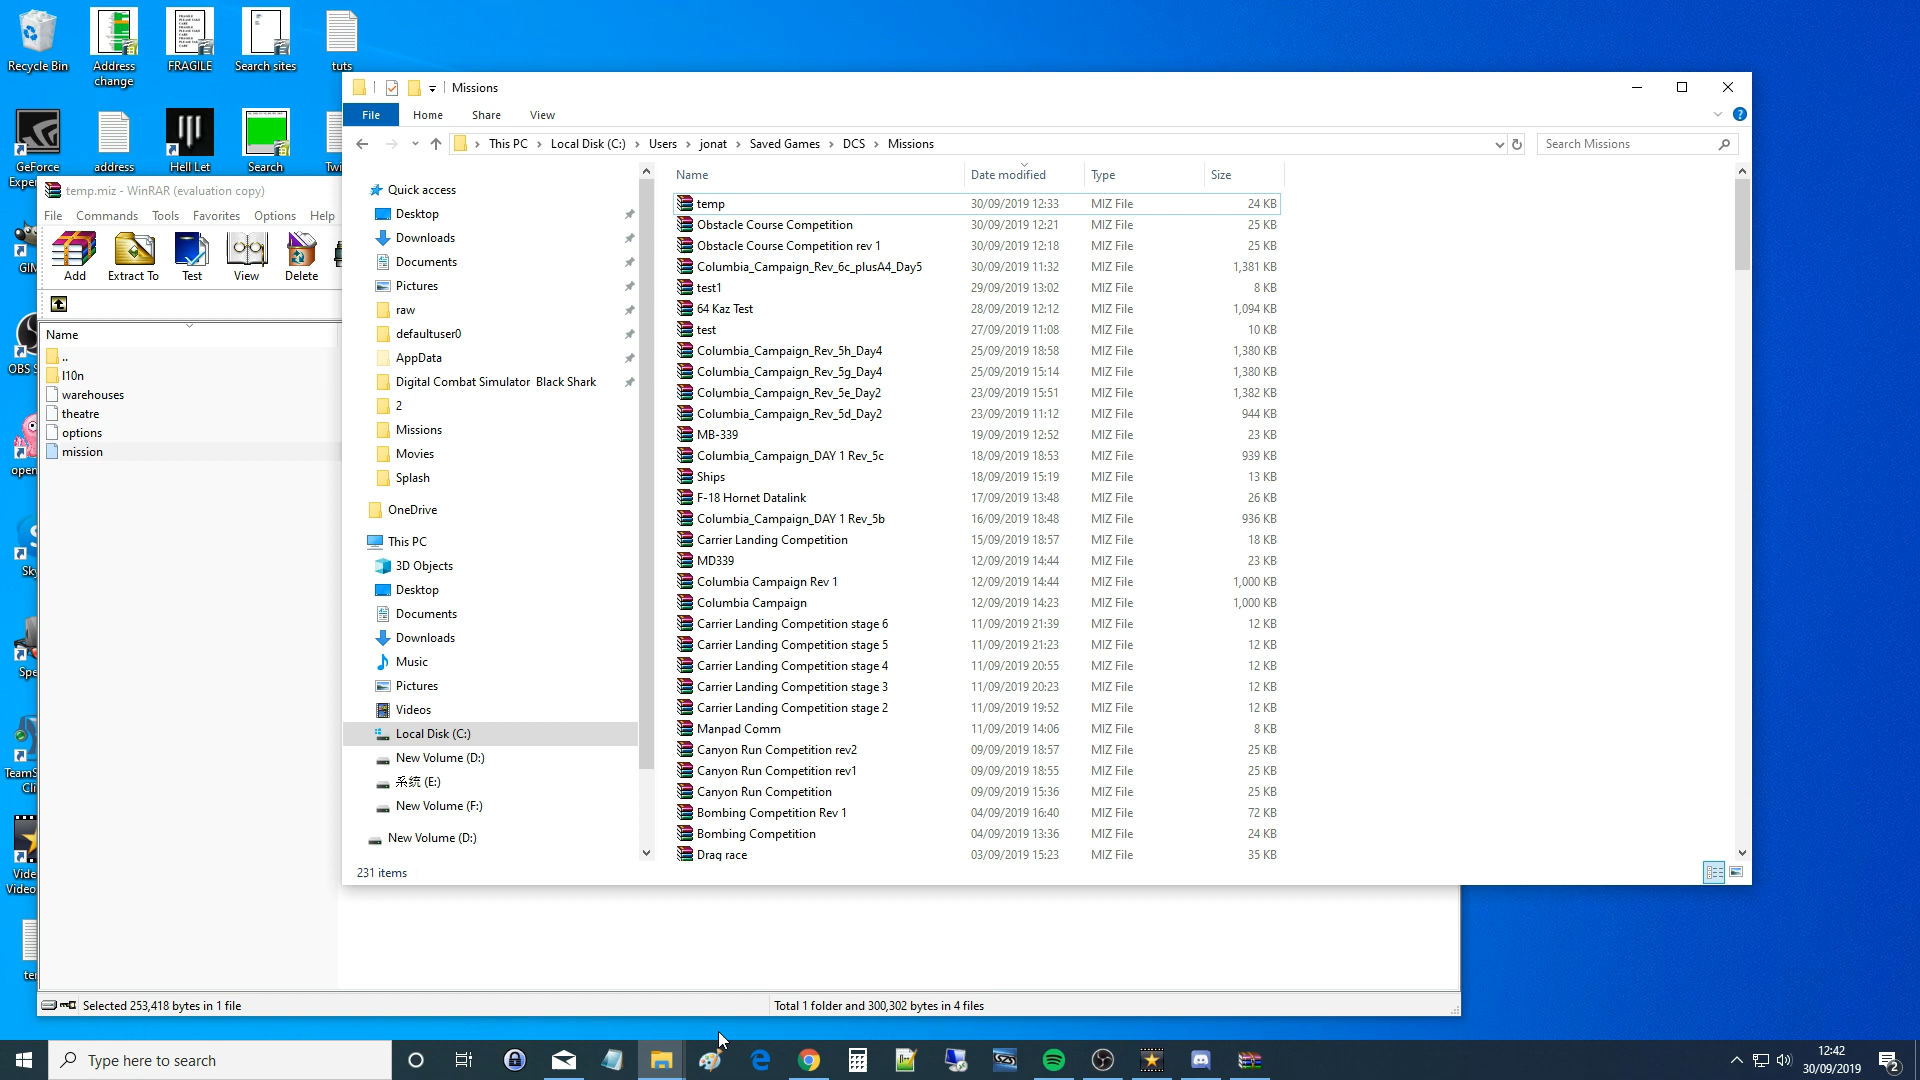 Recycle Bin
Address change
FRAGILE
Search sites
tuts
GeForce
address
Hell Let
Search
temp.miz - WinRAR (evaluation copy)
File Commands Tools Favorites Options Help
Add Extract To Test View Delete
Name
..
l10n
warehouses
theatre
options
mission
Selected 253,418 bytes in 1 file
Total 1 folder and 300,302 bytes in 4 files
Missions
File Home Share View
This PC Local Disk (C:) Users jonat Saved Games DCS Missions
Search Missions
Quick access
Desktop
Downloads
Documents
Pictures
raw
defaultuser0
AppData
Digital Combat Simulator Black Shark
2
Missions
Movies
Splash
OneDrive
This PC
3D Objects
Desktop
Documents
Downloads
Music
Pictures
Videos
Local Disk (C:)
New Volume (D:)
系统 (E:)
New Volume (F:)
New Volume (D:)
Name Date modified Type Size
temp 30/09/2019 12:33 MIZ File 24 KB
Obstacle Course Competition 30/09/2019 12:21 MIZ File 25 KB
Obstacle Course Competition rev 1 30/09/2019 12:18 MIZ File 25 KB
Columbia_Campaign_Rev_6c_plusA4_Day5 30/09/2019 11:32 MIZ File 1,381 KB
test1 29/09/2019 13:02 MIZ File 8 KB
64 Kaz Test 28/09/2019 12:12 MIZ File 1,094 KB
test 27/09/2019 11:08 MIZ File 10 KB
Columbia_Campaign_Rev_5h_Day4 25/09/2019 18:58 MIZ File 1,380 KB
Columbia_Campaign_Rev_5g_Day4 25/09/2019 15:14 MIZ File 1,380 KB
Columbia_Campaign_Rev_5e_Day2 23/09/2019 15:51 MIZ File 1,382 KB
Columbia_Campaign_Rev_5d_Day2 23/09/2019 11:12 MIZ File 944 KB
MB-339 19/09/2019 12:52 MIZ File 23 KB
Columbia_Campaign_DAY 1 Rev_5c 18/09/2019 18:53 MIZ File 939 KB
Ships 18/09/2019 15:19 MIZ File 13 KB
F-18 Hornet Datalink 17/09/2019 13:48 MIZ File 26 KB
Columbia_Campaign_DAY 1 Rev_5b 16/09/2019 18:48 MIZ File 936 KB
Carrier Landing Competition 15/09/2019 18:57 MIZ File 18 KB
MD339 12/09/2019 14:44 MIZ File 23 KB
Columbia Campaign Rev 1 12/09/2019 14:44 MIZ File 1,000 KB
Columbia Campaign 12/09/2019 14:23 MIZ File 1,000 KB
Carrier Landing Competition stage 6 11/09/2019 21:39 MIZ File 12 KB
Carrier Landing Competition stage 5 11/09/2019 21:23 MIZ File 12 KB
Carrier Landing Competition stage 4 11/09/2019 20:55 MIZ File 12 KB
Carrier Landing Competition stage 3 11/09/2019 20:23 MIZ File 12 KB
Carrier Landing Competition stage 2 11/09/2019 19:52 MIZ File 12 KB
Manpad Comm 11/09/2019 14:06 MIZ File 8 KB
Canyon Run Competition rev2 09/09/2019 18:57 MIZ File 25 KB
Canyon Run Competition rev1 09/09/2019 18:55 MIZ File 25 KB
Canyon Run Competition 09/09/2019 15:36 MIZ File 25 KB
Bombing Competition Rev 1 04/09/2019 16:40 MIZ File 72 KB
Bombing Competition 04/09/2019 13:36 MIZ File 24 KB
Drag race 03/09/2019 15:23 MIZ File 35 KB
231 items
Type here to search
12:42
30/09/2019
2